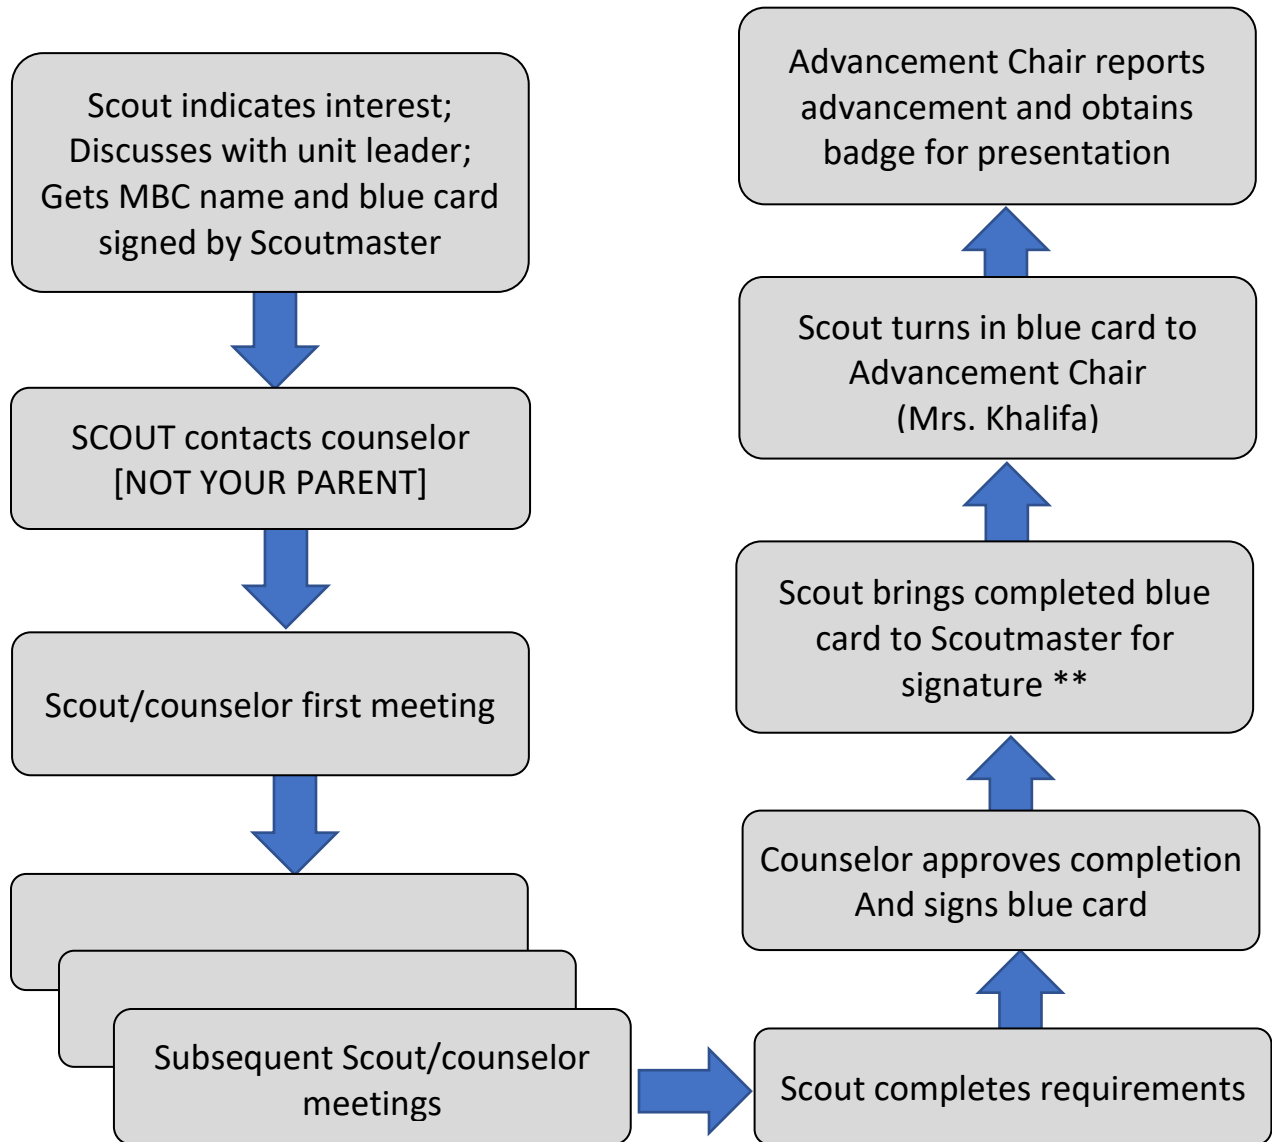 Scout indicates interest;
Discusses with unit leader;
Gets MBC name and blue card
signed by Scoutmaster
SCOUT contacts counselor
[NOT YOUR PARENT]
Scout/counselor first meeting
Subsequent Scout/counselor
meetings
Scout completes requirements
Counselor approves completion
And signs blue card
Scout brings completed blue
card to Scoutmaster for
signature **
Scout turns in blue card to
Advancement Chair
(Mrs. Khalifa)
Advancement Chair reports
advancement and obtains
badge for presentation